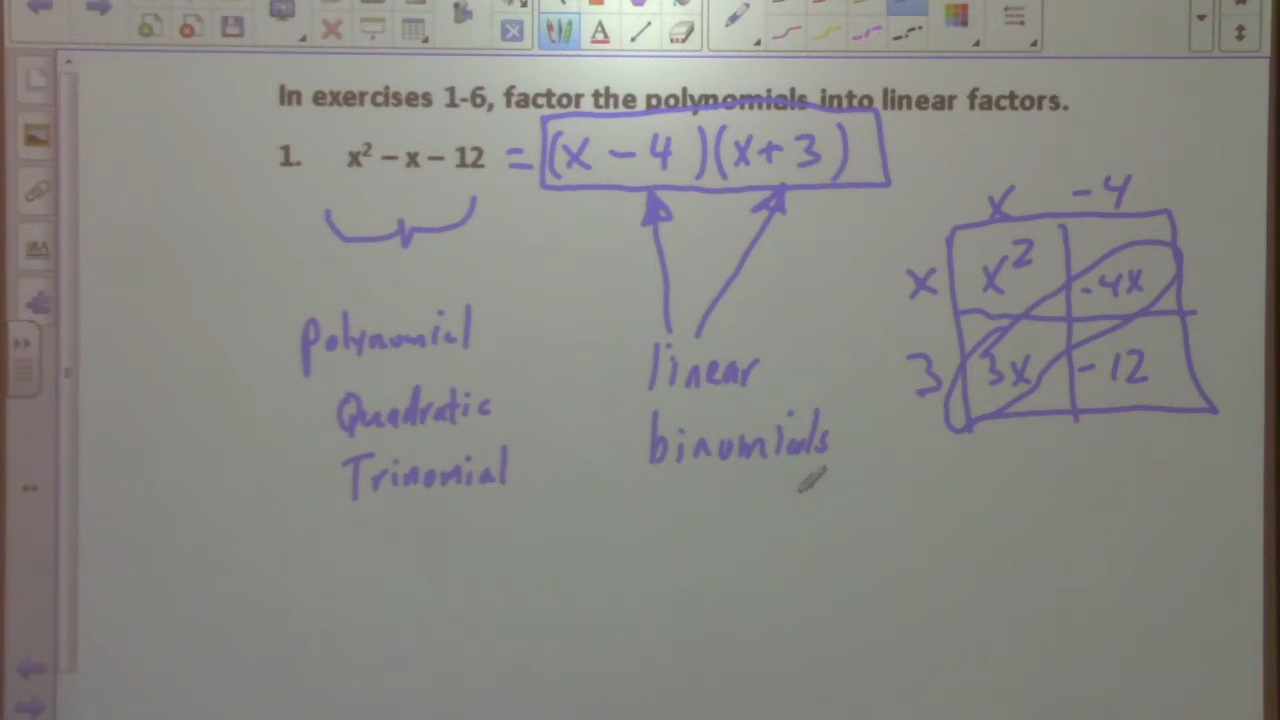 In exercises 1-6, factor the polynomials into linear factors.
1. x² – x – 12 = (x - 4)(x + 3)
x -4
x x² -4x
3 3x -12
polynomial
Quadratic
Trinomial
linear
binomials